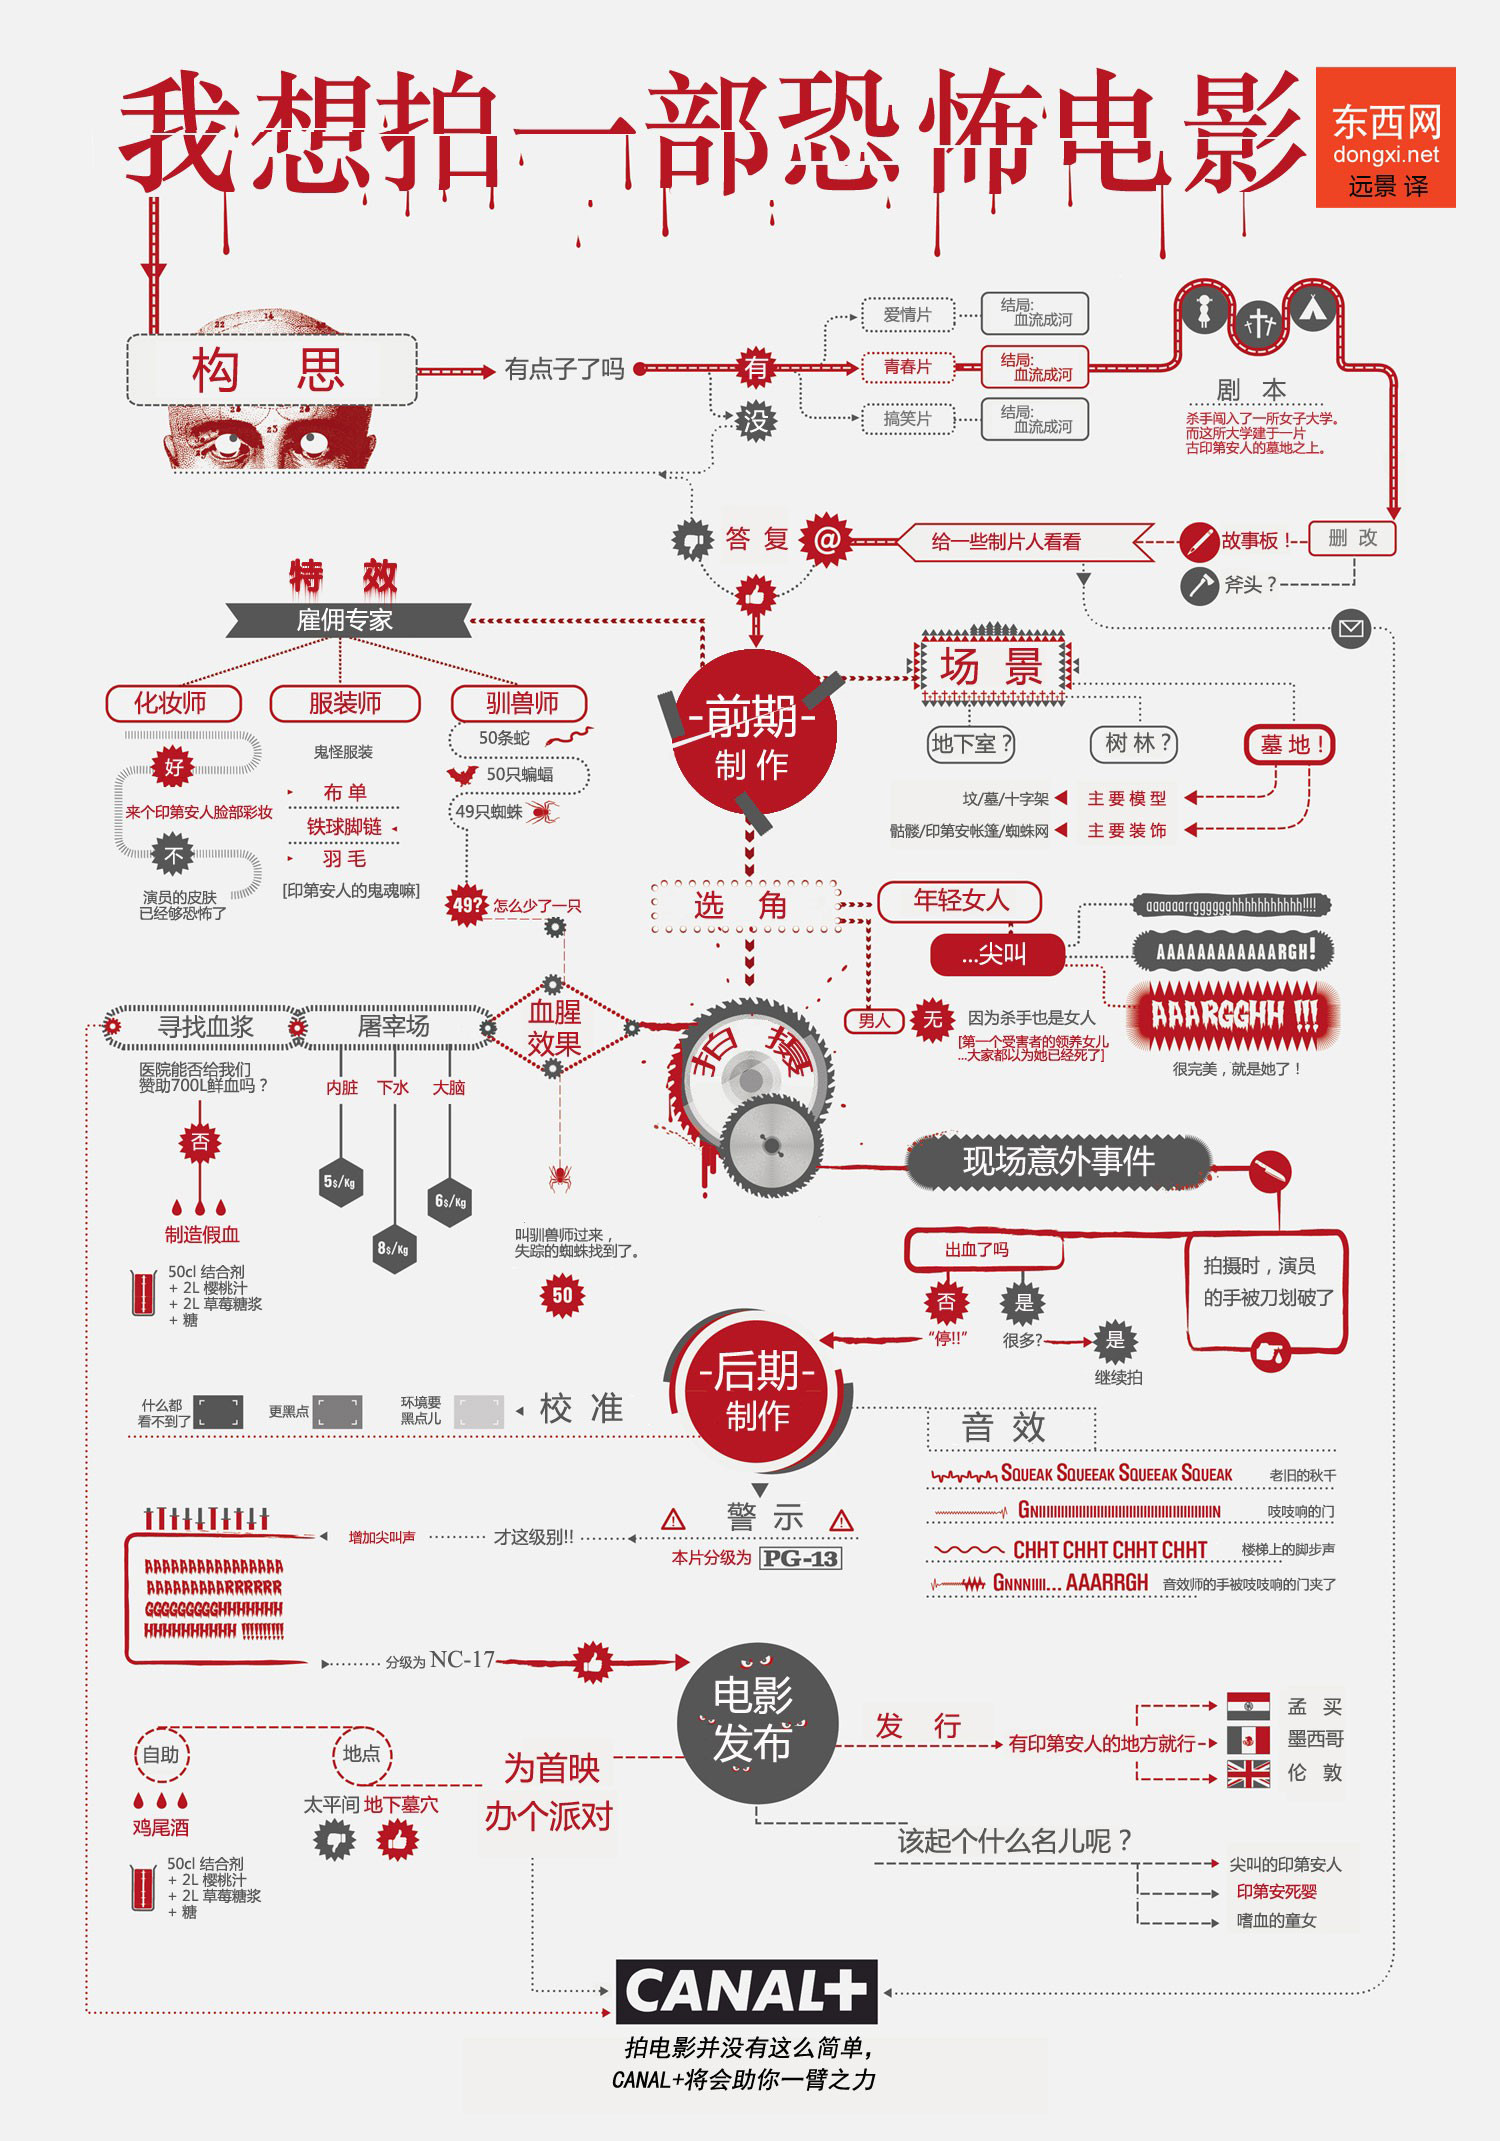 我想拍一部恐怖电影
东西网
dongxi.net
远景 译
构 思
有点子了吗
有
没
爱情片
结局:
血流成河
青春片
结局:
血流成河
搞笑片
结局:
血流成河
剧 本
杀手闯入了一所女子大学。
而这所大学建于一片
古印第安人的墓地之上。
删 改
故事板！
斧头？
给一些制片人看看
@
答 复
特 效
雇佣专家
化妆师
服装师
驯兽师
好
来个印第安人脸部彩妆
不
演员的皮肤
已经够恐怖了
鬼怪服装
布 单
铁球脚链
羽 毛
[印第安人的鬼魂嘛]
50条蛇
50只蝙蝠
49只蜘蛛
49?
怎么少了一只
-前期-
制 作
场 景
地下室？
树 林？
墓 地！
坟/墓/十字架
主 要 模 型
骷髅/印第安帐篷/蜘蛛网
主 要 装 饰
选 角
年轻女人
...尖叫
AAAAAAAAAAAAARGH!
AAARGGHH !!!
很完美，就是她了！
男人
无
因为杀手也是女人
[第一个受害者的领养女儿
...大家都以为她已经死了]
拍 摄
血腥
效果
屠宰场
寻找血浆
医院能否给我们
赞助700L鲜血吗？
否
制造假血
50cl 结合剂
+ 2L 樱桃汁
+ 2L 草莓糖浆
+ 糖
内脏
下水
大脑
5$/Kg
8$/Kg
6$/Kg
叫驯兽师过来，
失踪的蜘蛛找到了。
50
现场意外事件
拍摄时，演员
的手被刀划破了
出血了吗
否
“停!!”
是
很多?
是
继续拍
-后期-
制作
校 准
环境要
黑点儿
更黑点
什么都
看不到了
音 效
SQUEAK SQUEEAK SQUEEAK SQUEAK
老旧的秋千
吱吱响的门
CHHT CHHT CHHT CHHT
楼梯上的脚步声
GNNNIIII... AAARRGH
音效师的手被吱吱响的门夹了
警 示
本片分级为 PG-13
才这级别!!
增加尖叫声
分级为 NC-17
电影
发布
发 行
有印第安人的地方就行
孟 买
墨西哥
伦 敦
该起个什么名儿呢？
尖叫的印第安人
印第安死婴
嗜血的童女
为首映
办个派对
地点
太平间
地下墓穴
自助
鸡尾酒
50cl 结合剂
+ 2L 樱桃汁
+ 2L 草莓糖浆
+ 糖
CANAL+
拍电影并没有这么简单,
CANAL+将会助你一臂之力